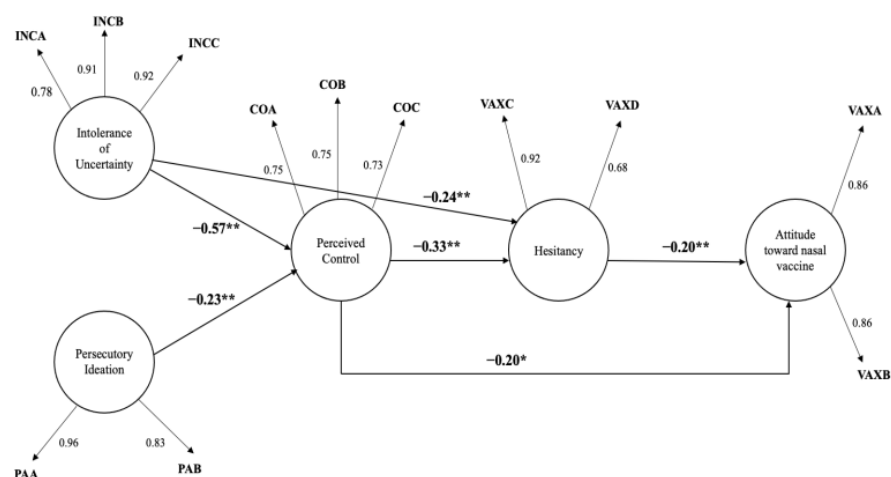 INCB
INCA
INCC
0.91
0.92
0.78
Intolerance
of
Uncertainty
COB
COA
COC
0.75
0.75
0.73
VAXC
VAXD
0.92
0.68
VAXA
0.86
−0.24**
−0.57**
Perceived
Control
−0.33**
Hesitancy
−0.20**
Attitude
toward nasal
vaccine
−0.23**
Persecutory
Ideation
−0.20*
0.86
VAXB
0.96
0.83
PAA
PAB